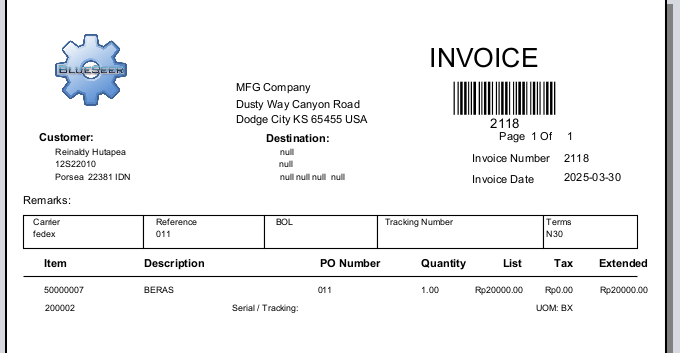 INVOICE
BLUESEER
MFG Company
Dusty Way Canyon Road
Dodge City KS 65455 USA
2118
Page 1 Of 1
Customer:
Destination:
Reinaldy Hutapea
null
12S22010
null
Invoice Number 2118
Porsea 22381 IDN
null null null null
Invoice Date 2025-03-30
Remarks:
Carrier Reference BOL Tracking Number Terms
fedex 011 N30
Item Description PO Number Quantity List Tax Extended
50000007 BERAS 011 1.00 Rp20000.00 Rp0.00 Rp20000.00
200002 Serial / Tracking: UOM: BX